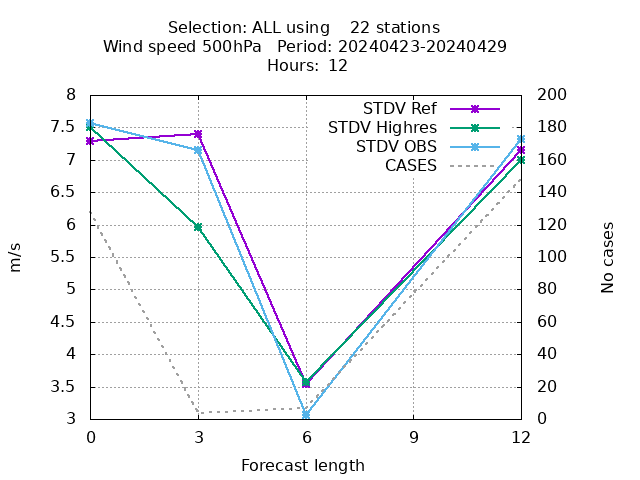 Selection: ALL using    22 stations
Wind speed 500hPa   Period: 20240423-20240429
Hours:  12
STDV Ref
STDV Highres
STDV OBS
CASES
8
7.5
7
6.5
6
5.5
5
4.5
4
3.5
3
200
180
160
140
120
100
80
60
40
20
0
m/s
No cases
0 3 6 9 12
Forecast length